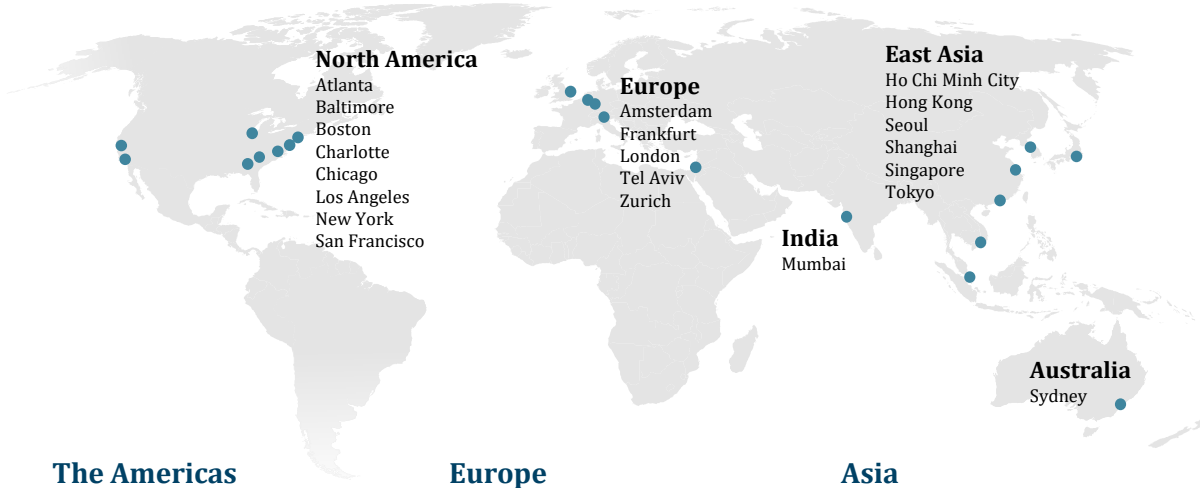 North America
Atlanta
Baltimore
Boston
Charlotte
Chicago
Los Angeles
New York
San Francisco
Europe
Amsterdam
Frankfurt
London
Tel Aviv
Zurich
India
Mumbai
East Asia
Ho Chi Minh City
Hong Kong
Seoul
Shanghai
Singapore
Tokyo
Australia
Sydney
The Americas
Europe
Asia